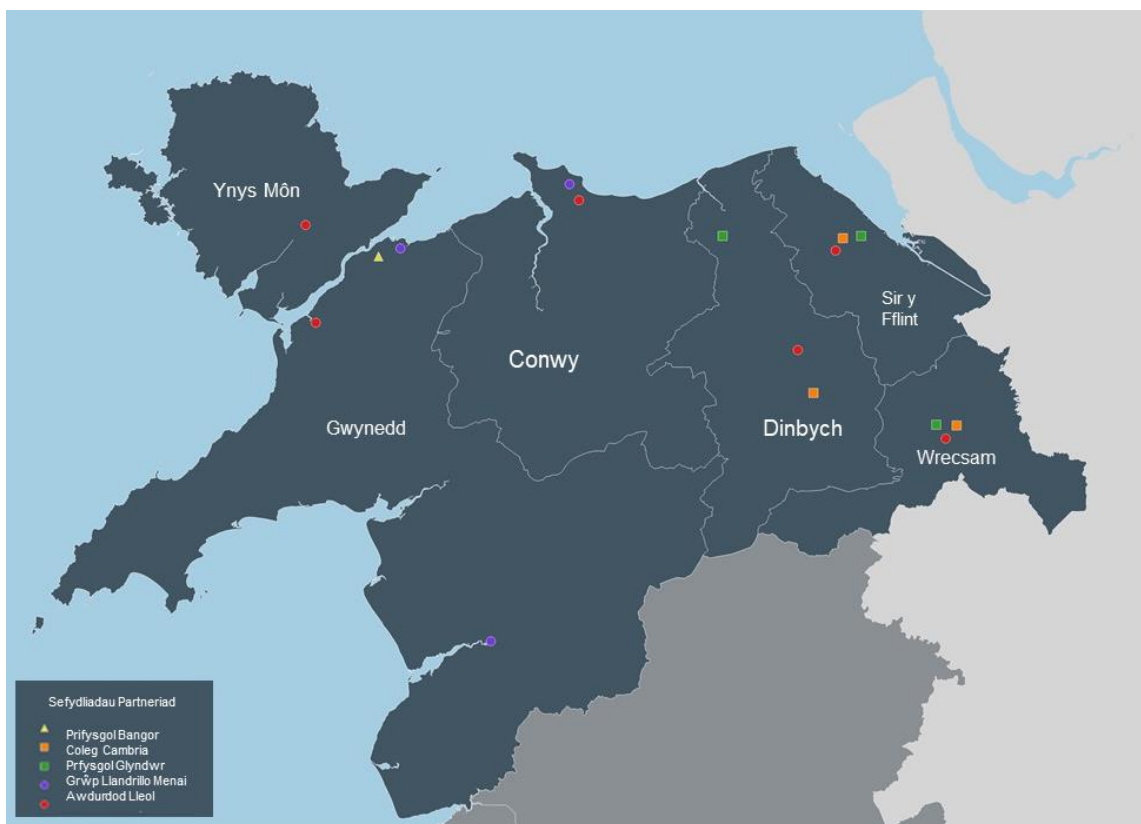 Ynys Môn
Sir y
Fflint
Conwy
Gwynedd
Dinbych
Wrecsam
Sefydliadau Partneriad
Prifysgol Bangor
Coleg Cambria
Prfysgol Glyndwr
Grŵp Llandrillo Menai
Awdurdod Lleol